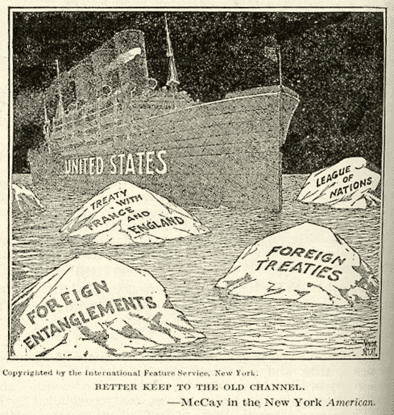 UNITED STATES
LEAGUE
OF
NATIONS
TREATY
WITH
FRANCE
AND
ENGLAND
FOREIGN
TREATIES
FOREIGN
ENTANGLEMENTS
Copyrighted by the International Feature Service, New York.
BETTER KEEP TO THE OLD CHANNEL.
—McCay in the New York American.